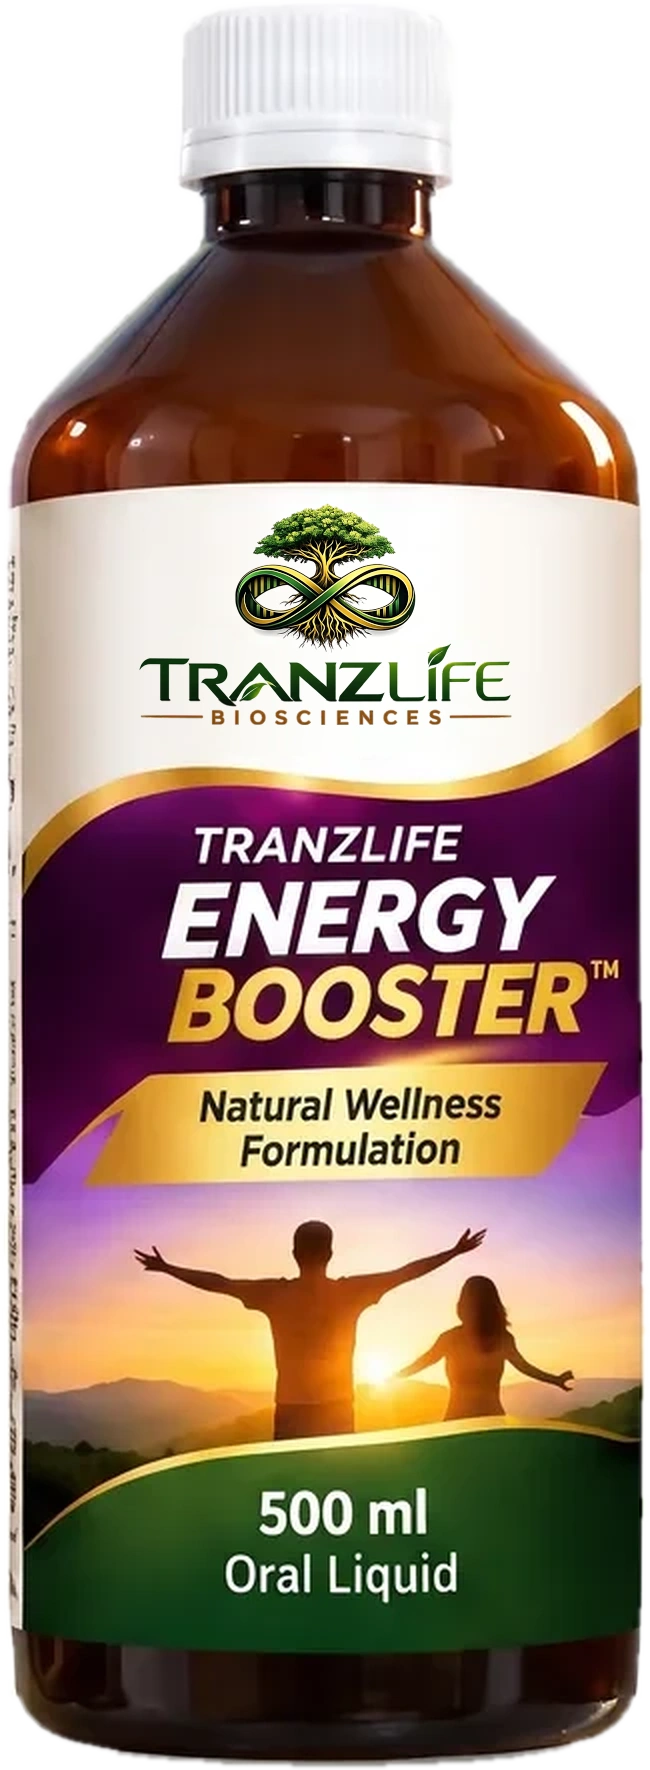 TRANZLIFE
BIOSCIENCES
TRANZLIFE
ENERGY
BOOSTER™
Natural Wellness
Formulation
500 ml
Oral Liquid